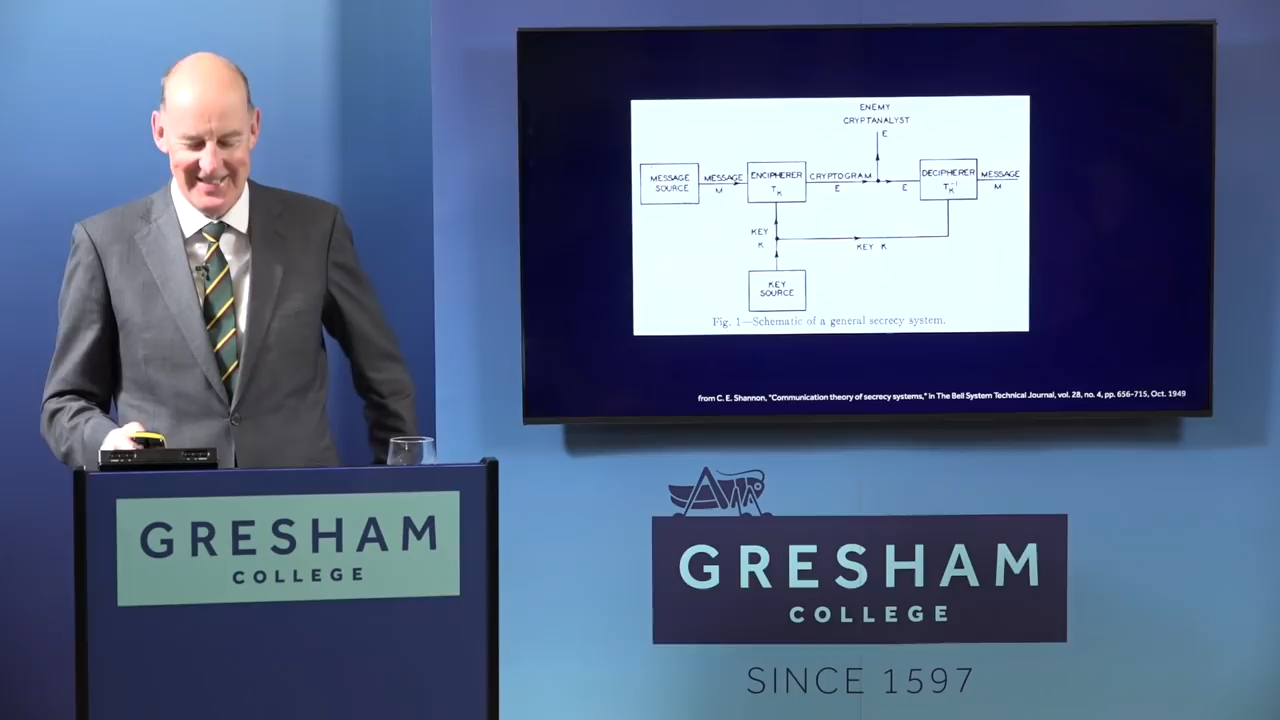 ENEMY
CRYPTANALYST
E
MESSAGE
SOURCE
MESSAGE
M
ENCIPHERER
T_K
CRYPTOGRAM
E
E
DECIPHERER
T_K^-1
MESSAGE
M
KEY
K
KEY K
KEY
SOURCE
Fig. 1—Schematic of a general secrecy system.
from C. E. Shannon, "Communication theory of secrecy systems," in The Bell System Technical Journal, vol. 28, no. 4, pp. 656-715, Oct. 1949
GRESHAM
COLLEGE
GRESHAM
COLLEGE
SINCE 1597